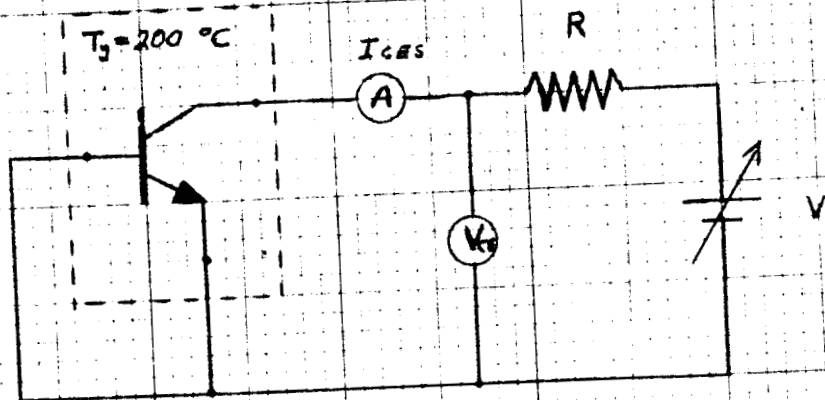 Tj = 200 °C
ICES
R
A
VCE
V